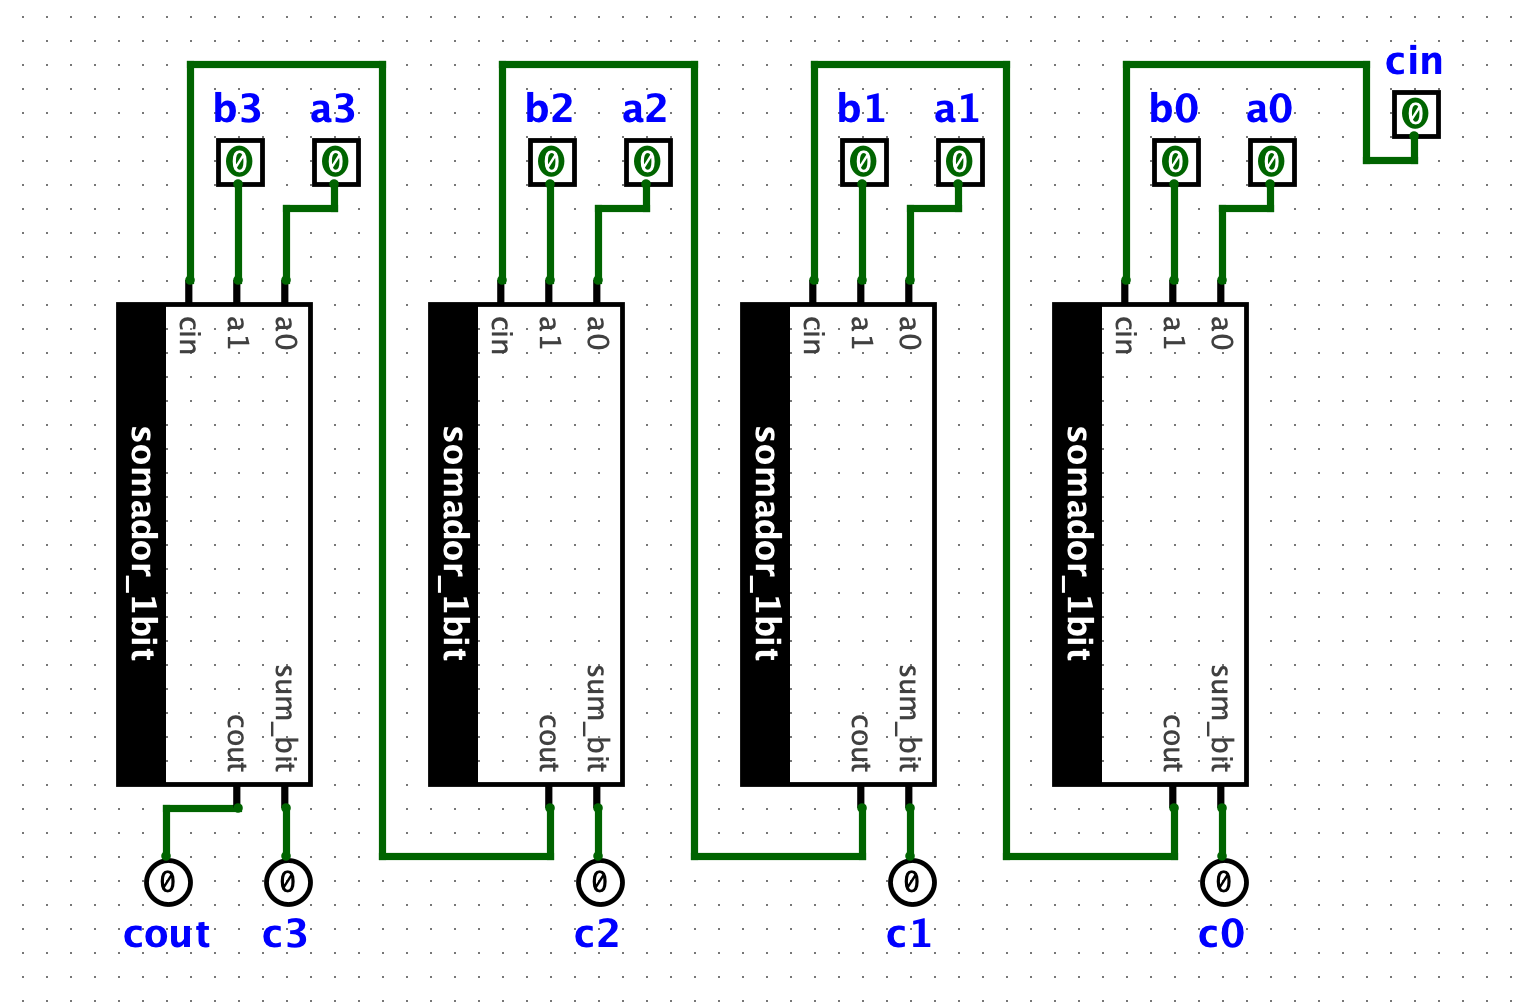 cin
b3 a3 b2 a2 b1 a1 b0 a0
0
0 0 0 0 0 0 0 0
cin a1 a0 cin a1 a0 cin a1 a0 cin a1 a0
somador_1bit somador_1bit somador_1bit somador_1bit
cout sum_bit cout sum_bit cout sum_bit cout sum_bit
0 0 0 0 0
cout c3 c2 c1 c0